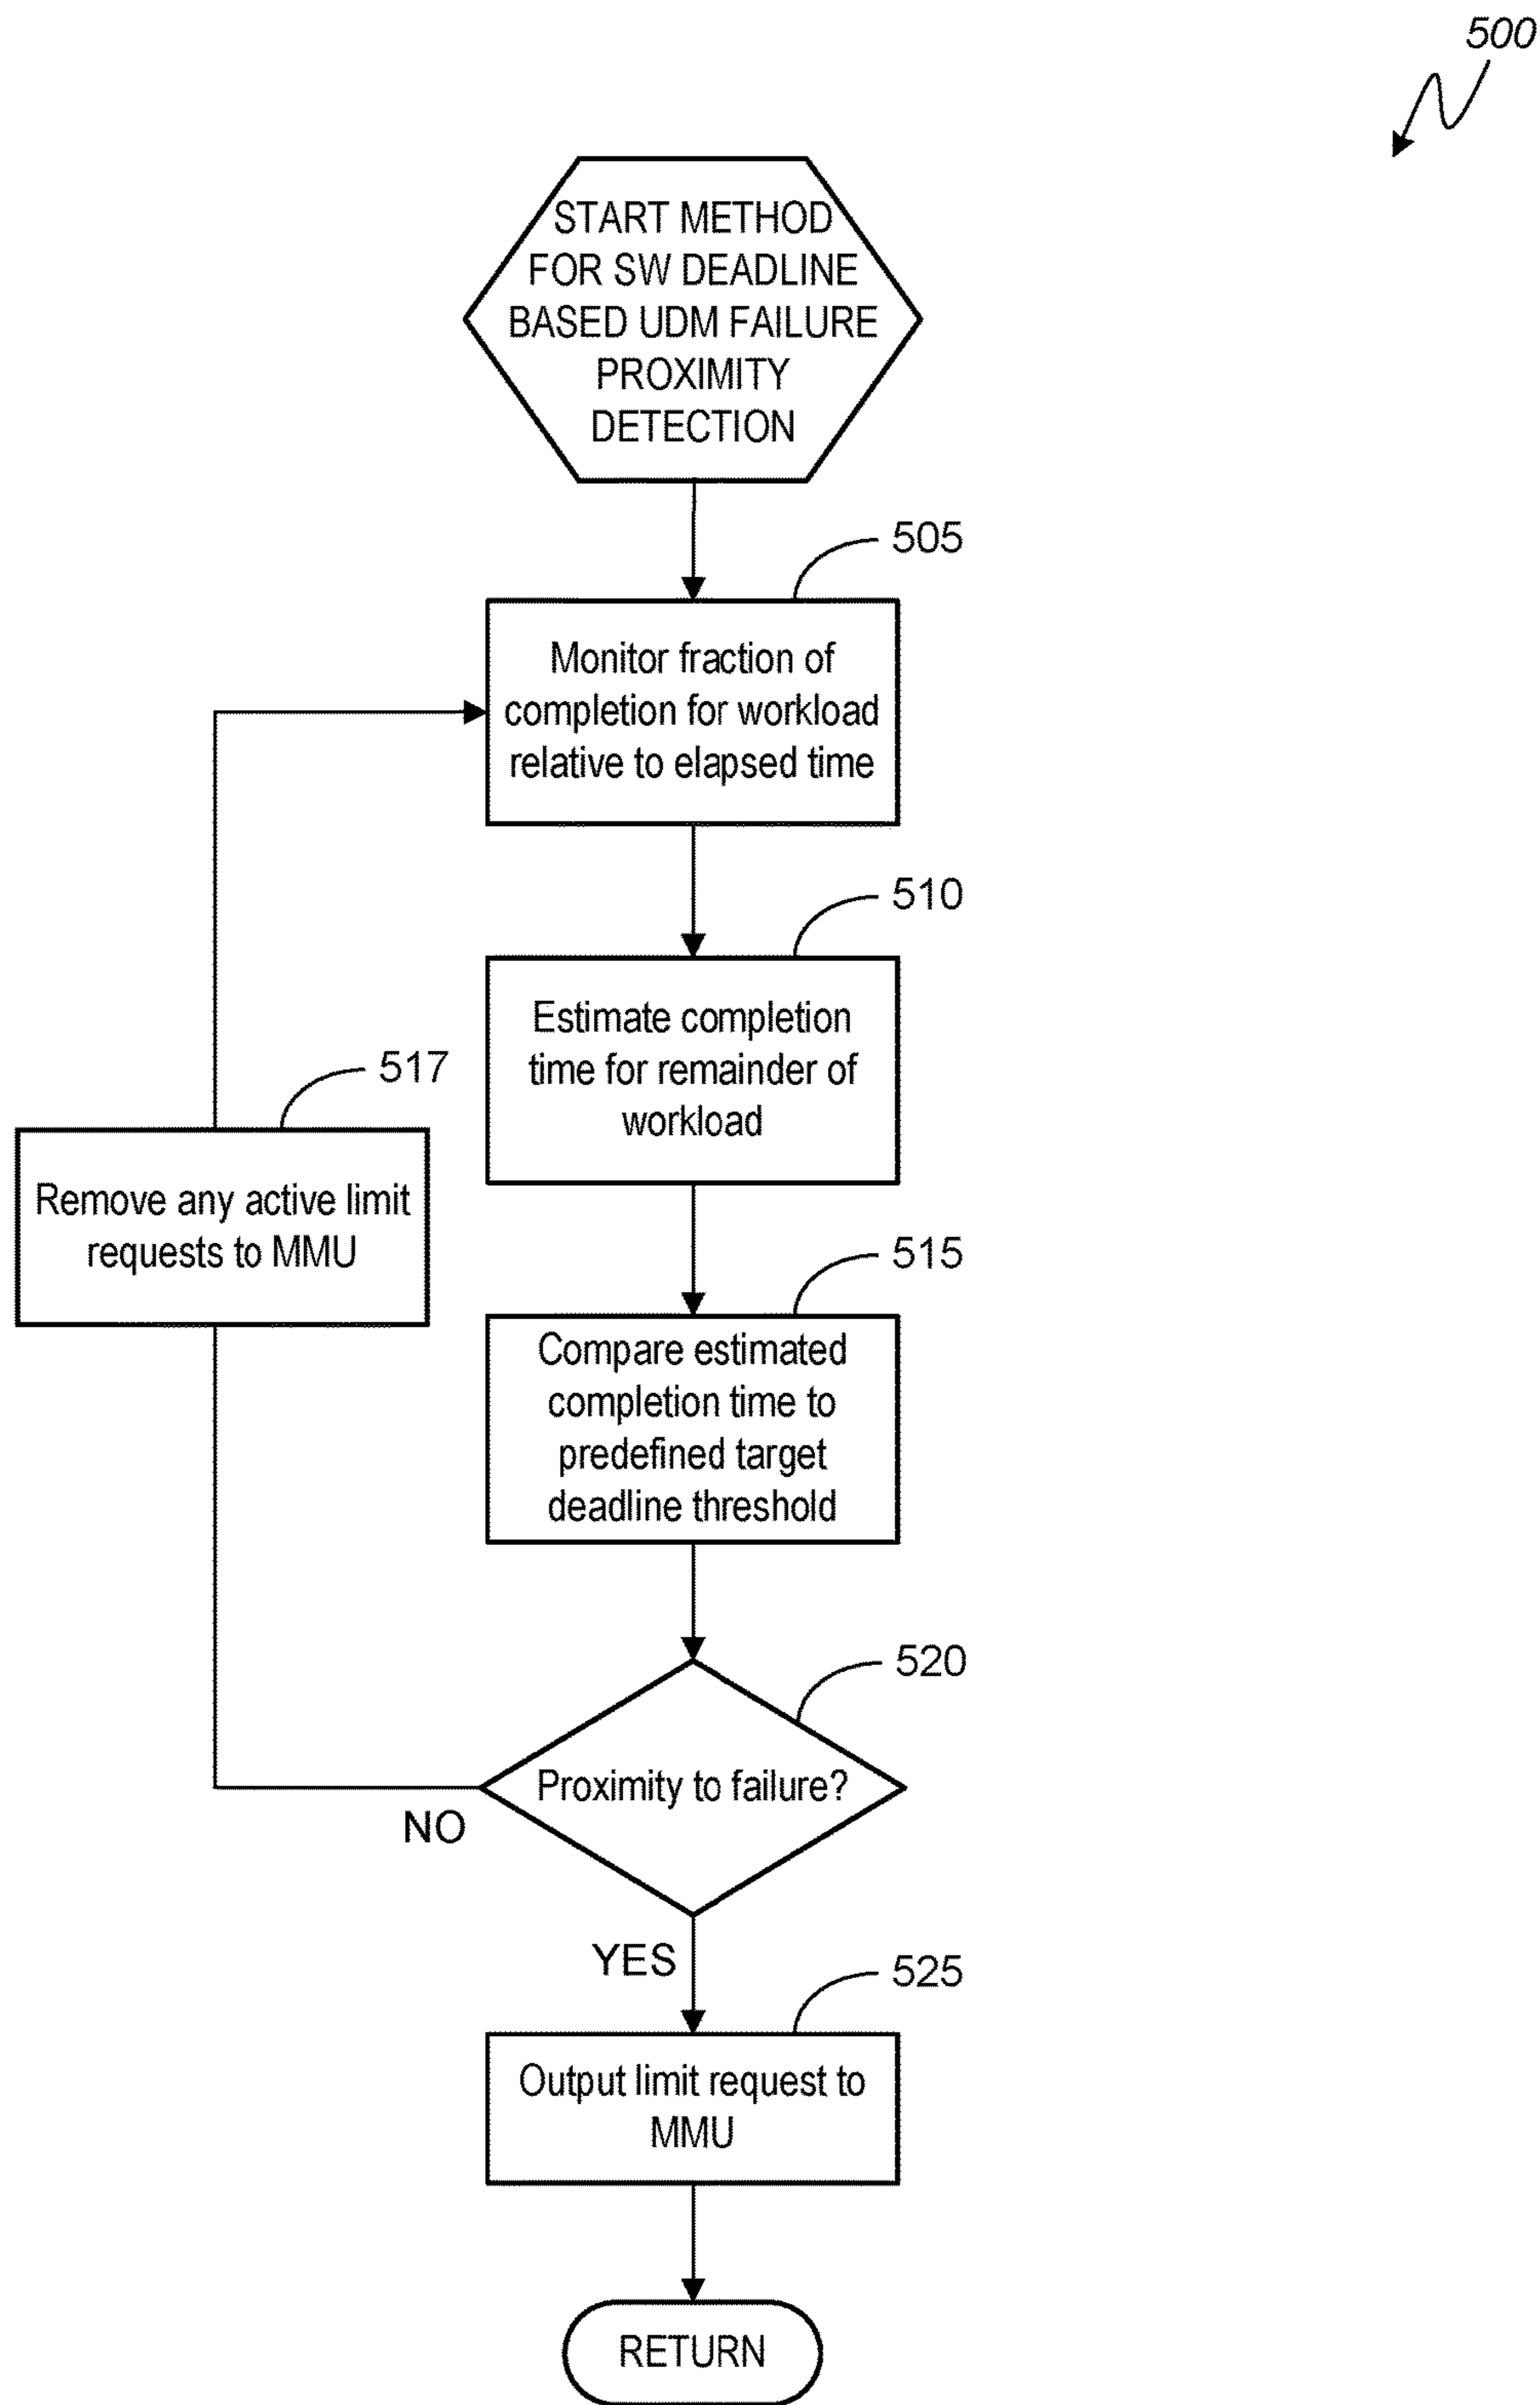 500
START METHOD
FOR SW DEADLINE
BASED UDM FAILURE
PROXIMITY
DETECTION
505
Monitor fraction of
completion for workload
relative to elapsed time
510
Estimate completion
time for remainder of
workload
517
Remove any active limit
requests to MMU
515
Compare estimated
completion time to
predefined target
deadline threshold
520
Proximity to failure?
NO
YES
525
Output limit request to
MMU
RETURN